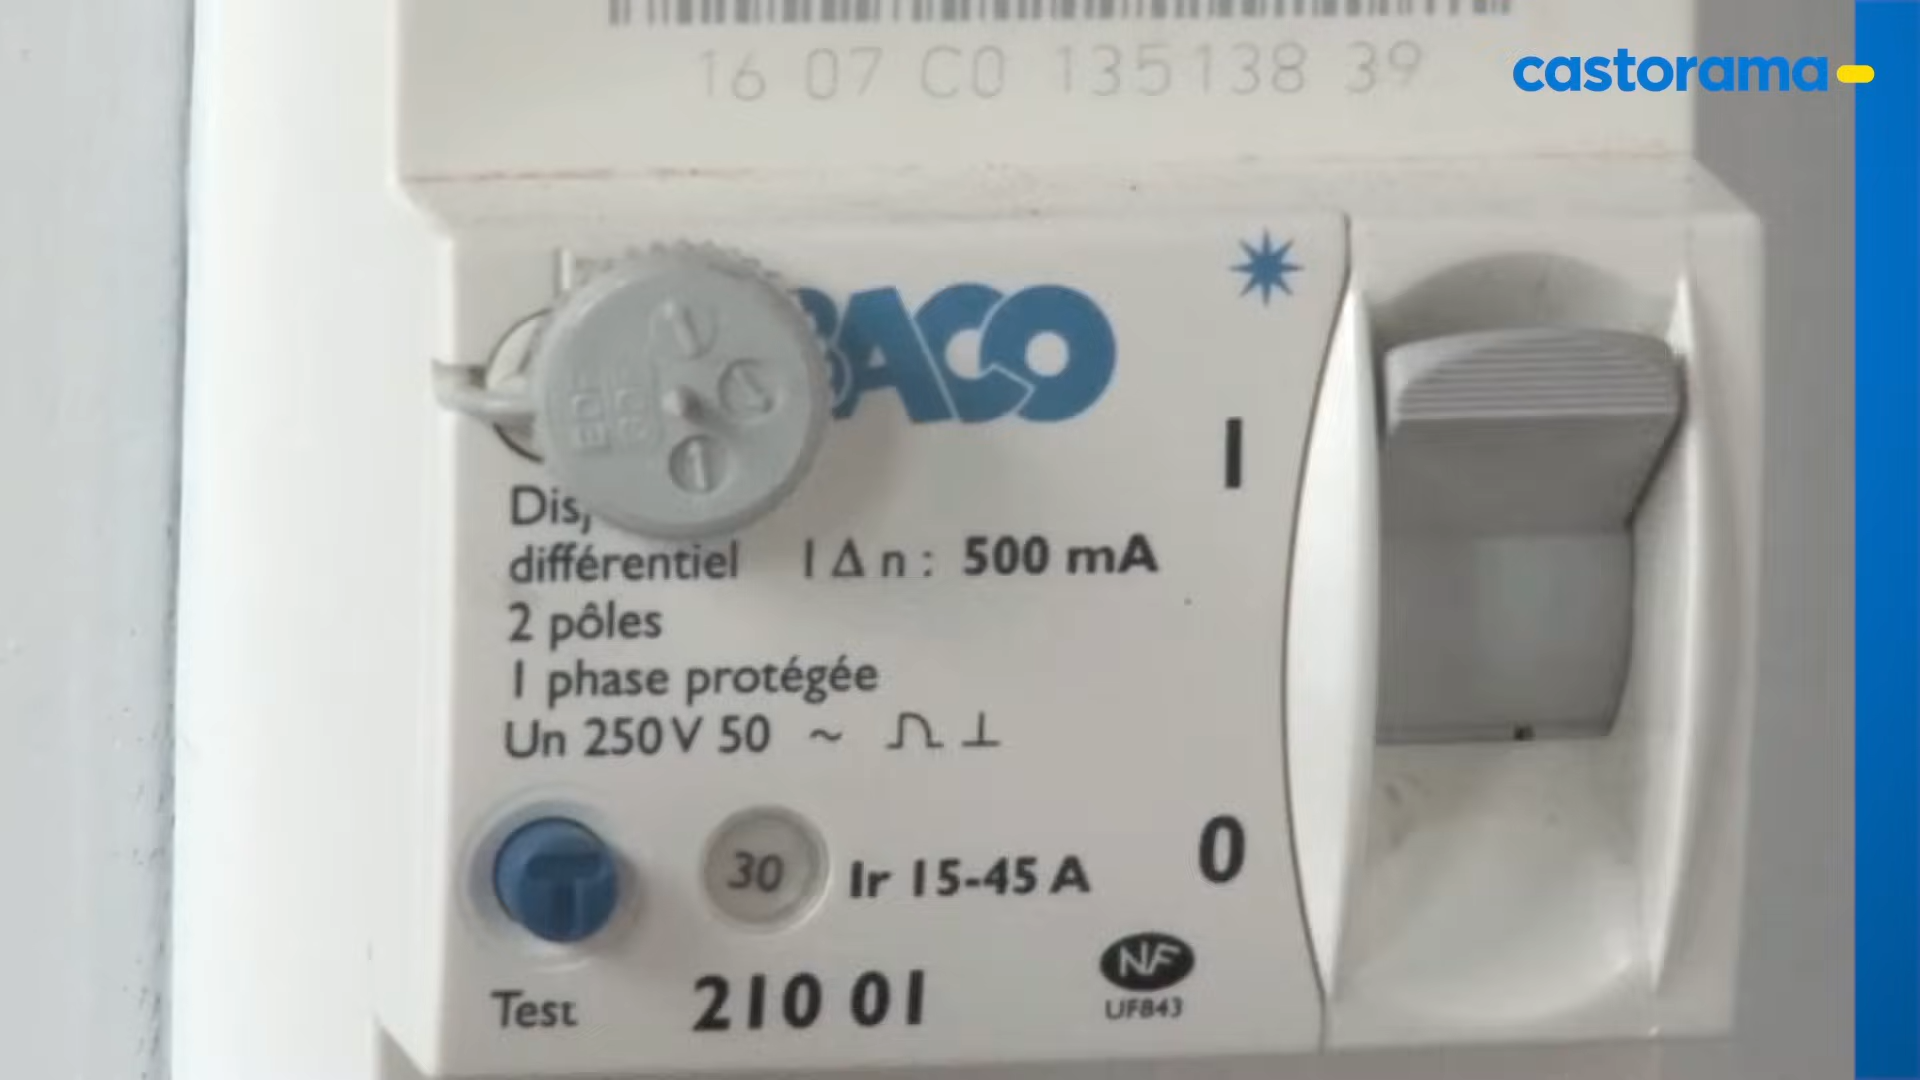 16 07 C0 135138 39
castorama
BACO
I
différentiel I Δ n : 500 mA
2 pôles
1 phase protégée
Un 250 V 50 ~ ⊥
T
30
Ir 15-45 A
0
Test
210 01
NF
UF843